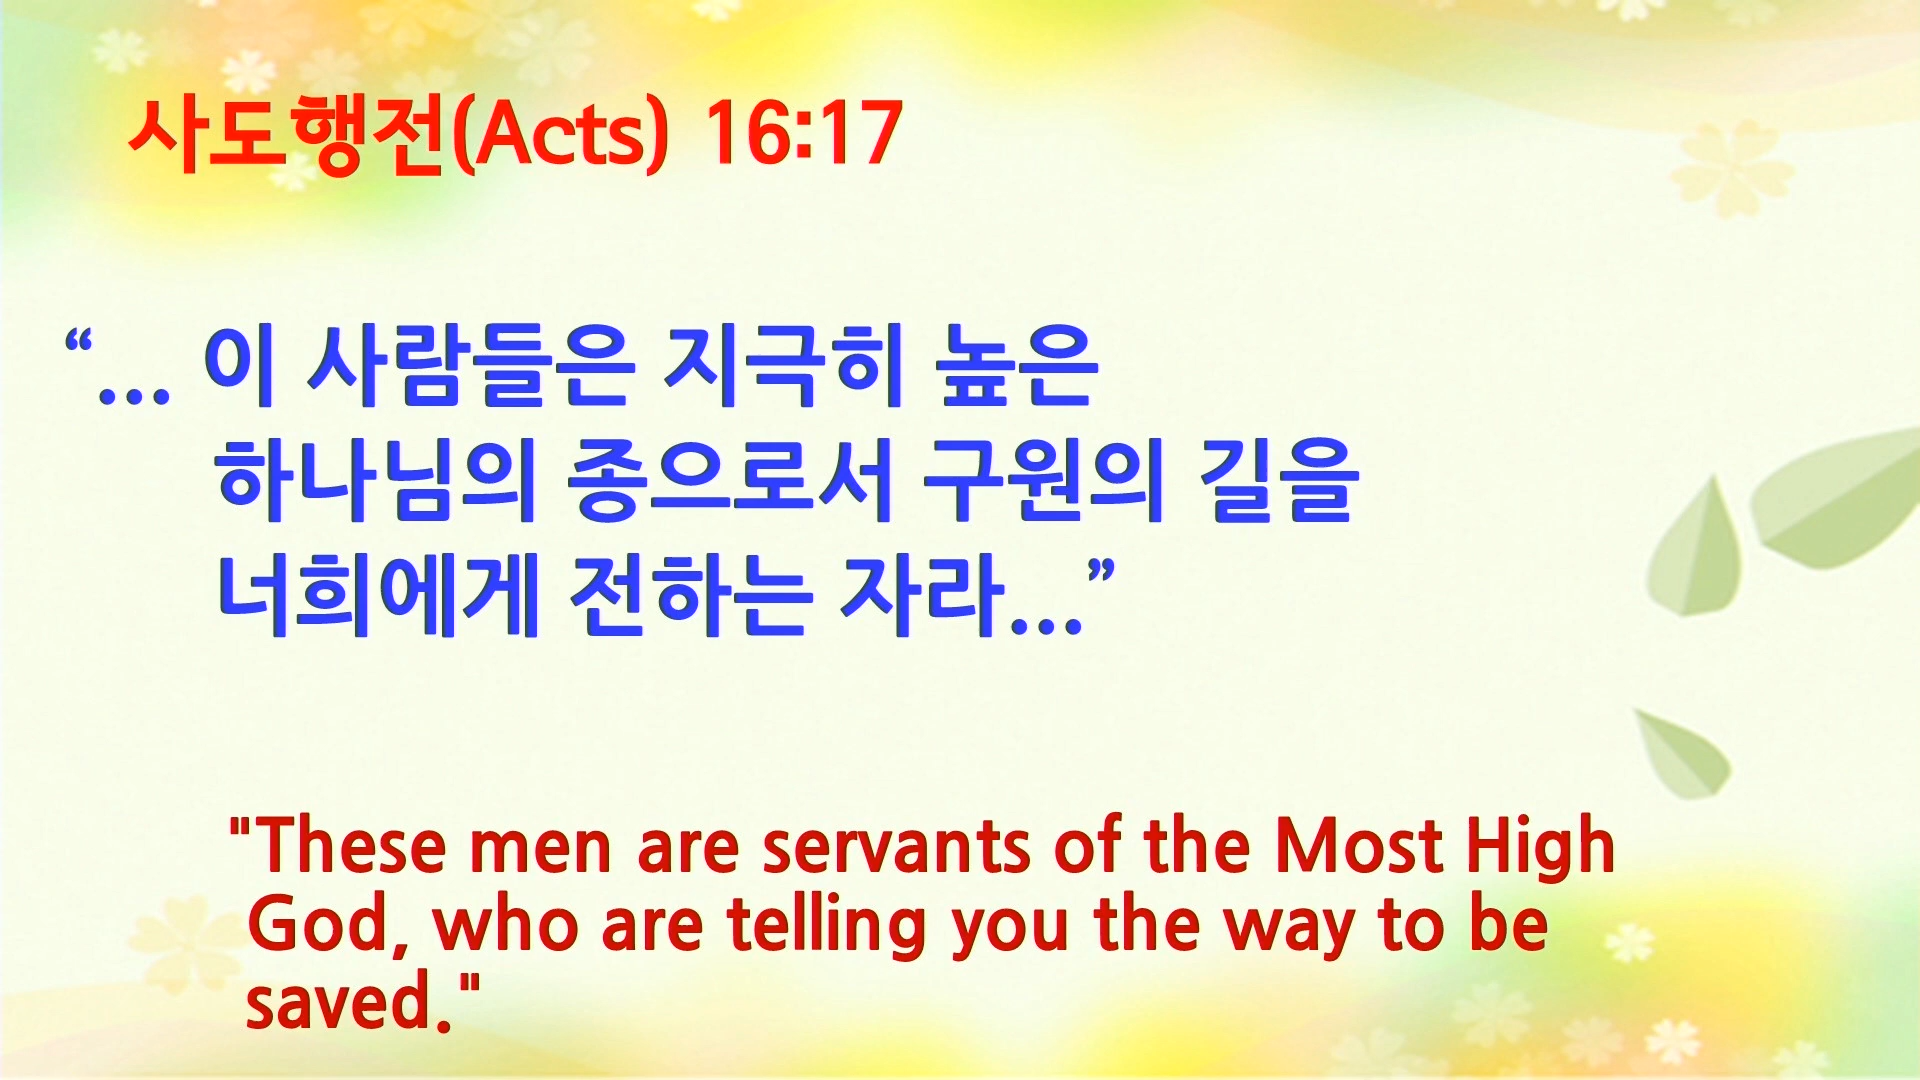 사도행전(Acts) 16:17
“... 이 사람들은 지극히 높은
하나님의 종으로서 구원의 길을
너희에게 전하는 자라...”
"These men are servants of the Most High
God, who are telling you the way to be
saved."